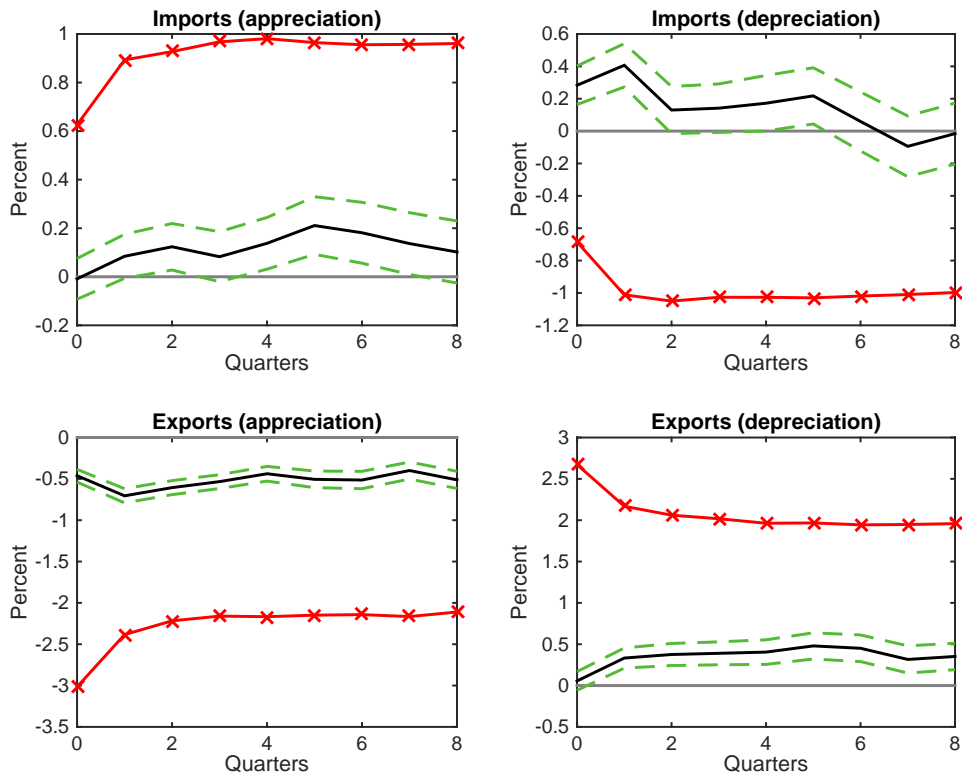 Imports (appreciation)
Percent
1
0.8
0.6
0.4
0.2
0
-0.2
0 2 4 6 8
Quarters
Imports (depreciation)
Percent
0.6
0.4
0.2
0
-0.2
-0.4
-0.6
-0.8
-1
-1.2
0 2 4 6 8
Quarters
Exports (appreciation)
Percent
0
-0.5
-1
-1.5
-2
-2.5
-3
-3.5
0 2 4 6 8
Quarters
Exports (depreciation)
Percent
3
2.5
2
1.5
1
0.5
0
-0.5
0 2 4 6 8
Quarters